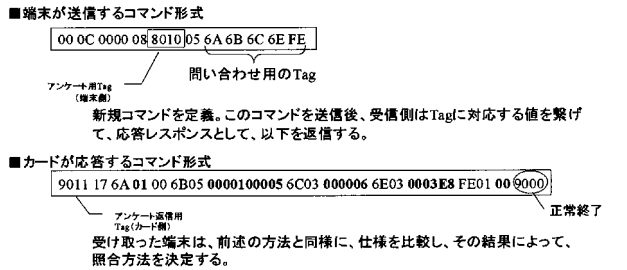 ■端末が送信するコマンド形式
00 0C 0000 08 8010 05 6A 6B 6C 6E FE
アンケート用Tag
(端末側)
問い合わせ用のTag
新規コマンドを定義。このコマンドを送信後、受信側はTagに対応する値を繋げ
て、応答レスポンスとして、以下を返信する。
■カードが応答するコマンド形式
9011 17 6A 01 00 6B05 0000100005 6C03 000006 6E03 0003E8 FE01 00 9000
アンケート返信用
Tag(カード側)
正常終了
受け取った端末は、前述の方法と同様に、仕様を比較し、その結果によって、
照合方法を決定する。